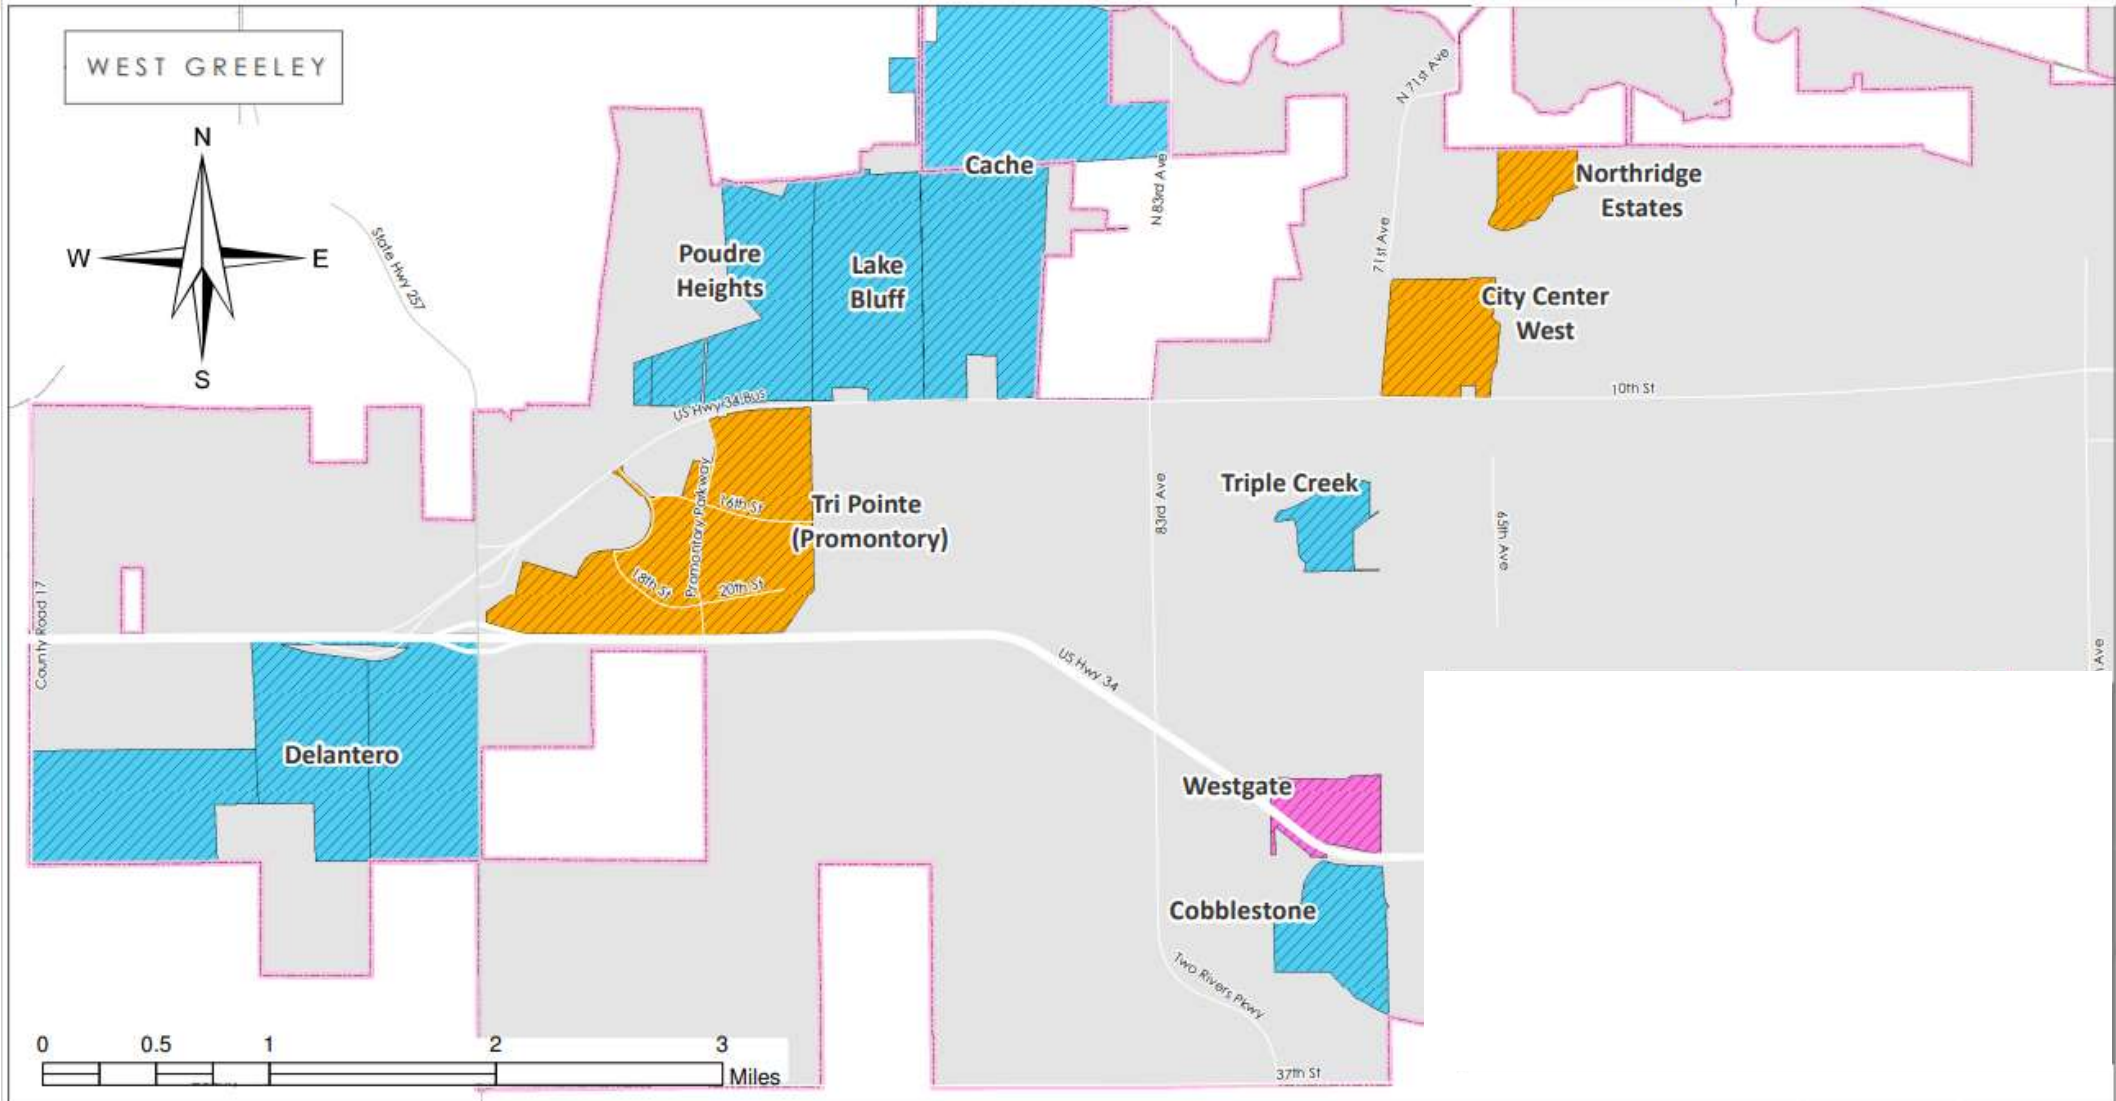 WEST GREELEY
N
W
E
S
State Hwy 257
N 71st Ave
Cache
N 83rd Ave
Northridge
Estates
Poudre
Heights
Lake
Bluff
71st Ave
City Center
West
US Hwy 34 Bus
10th St
Triple Creek
Tri Pointe
(Promontory)
Promontory Parkway
16th St
18th St
20th St
83rd Ave
65th Ave
County Road 17
Ave
US Hwy 34
Delantero
Westgate
Cobblestone
Two Rivers Pkwy
37th St
0 0.5 1 2 3
Miles